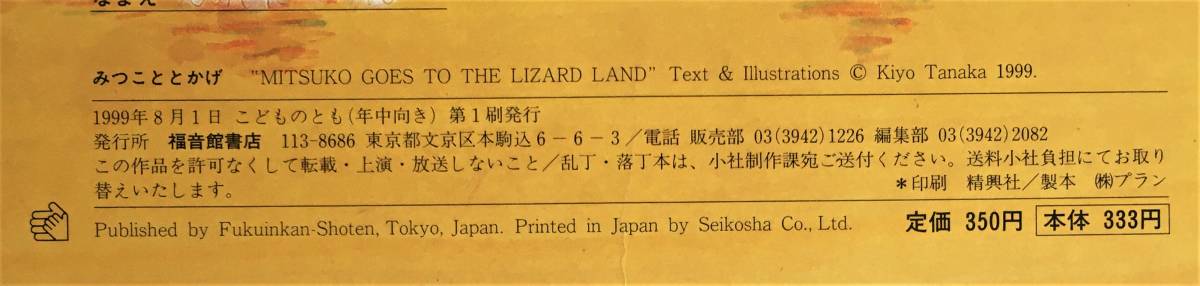 なまえ
みつこととかげ "MITSUKO GOES TO THE LIZARD LAND" Text & Illustrations © Kiyo Tanaka 1999.
1999年8月1日 こどものとも(年中向き) 第1刷発行
発行所 福音館書店 113-8686 東京都文京区本駒込6-6-3/電話 販売部 03(3942)1226 編集部 03(3942)2082
この作品を許可なくして転載・上演・放送しないこと/乱丁・落丁本は、小社制作課宛ご送付ください。送料小社負担にてお取り
替えいたします。 *印刷 精興社/製本 ㈱プラン
Published by Fukuinkan-Shoten, Tokyo, Japan. Printed in Japan by Seikosha Co., Ltd. 定価 350円 本体 333円